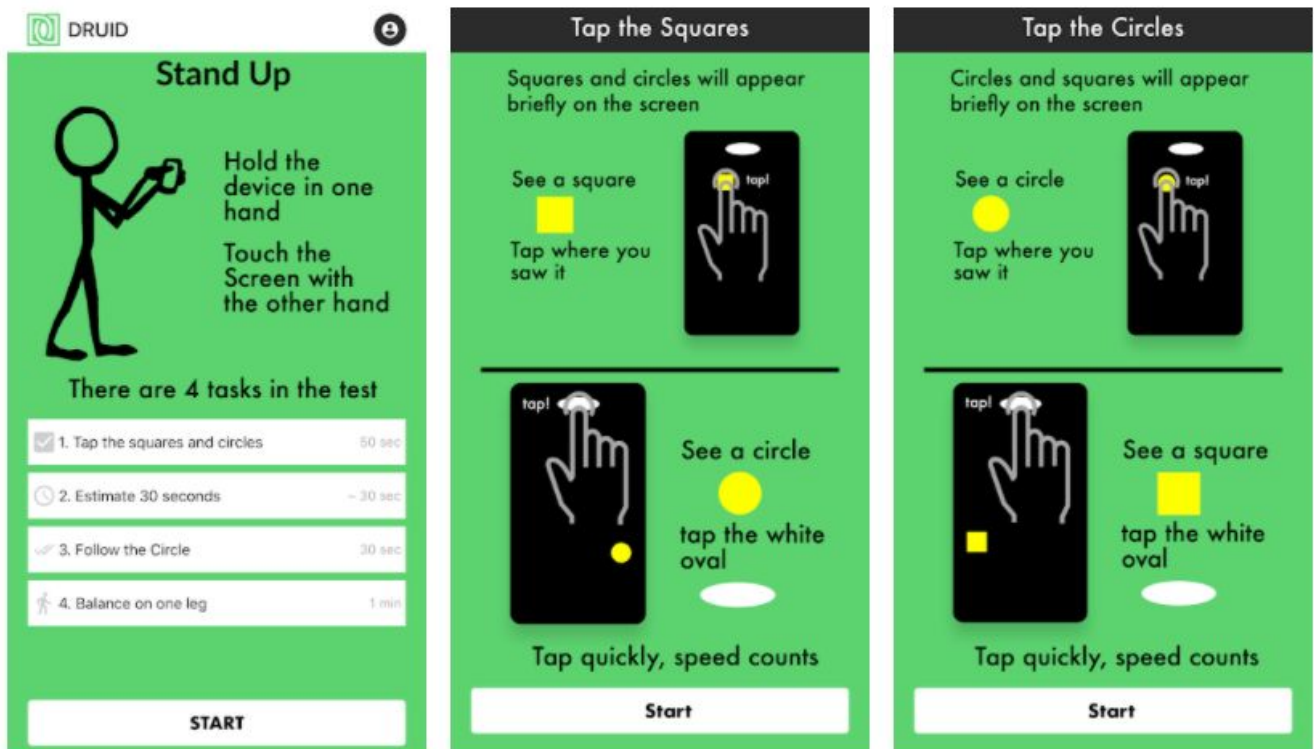 DRUID
Stand Up
Hold the
device in one
hand
Touch the
Screen with
the other hand
There are 4 tasks in the test
1. Tap the squares and circles 50 sec
2. Estimate 30 seconds ~ 30 sec
3. Follow the Circle 30 sec
4. Balance on one leg 1 min
START
Tap the Squares
Squares and circles will appear
briefly on the screen
See a square
tap!
Tap where you
saw it
tap!
See a circle
tap the white
oval
Tap quickly, speed counts
Start
Tap the Circles
Circles and squares will appear
briefly on the screen
See a circle
tap!
Tap where you
saw it
tap!
See a square
tap the white
oval
Tap quickly, speed counts
Start